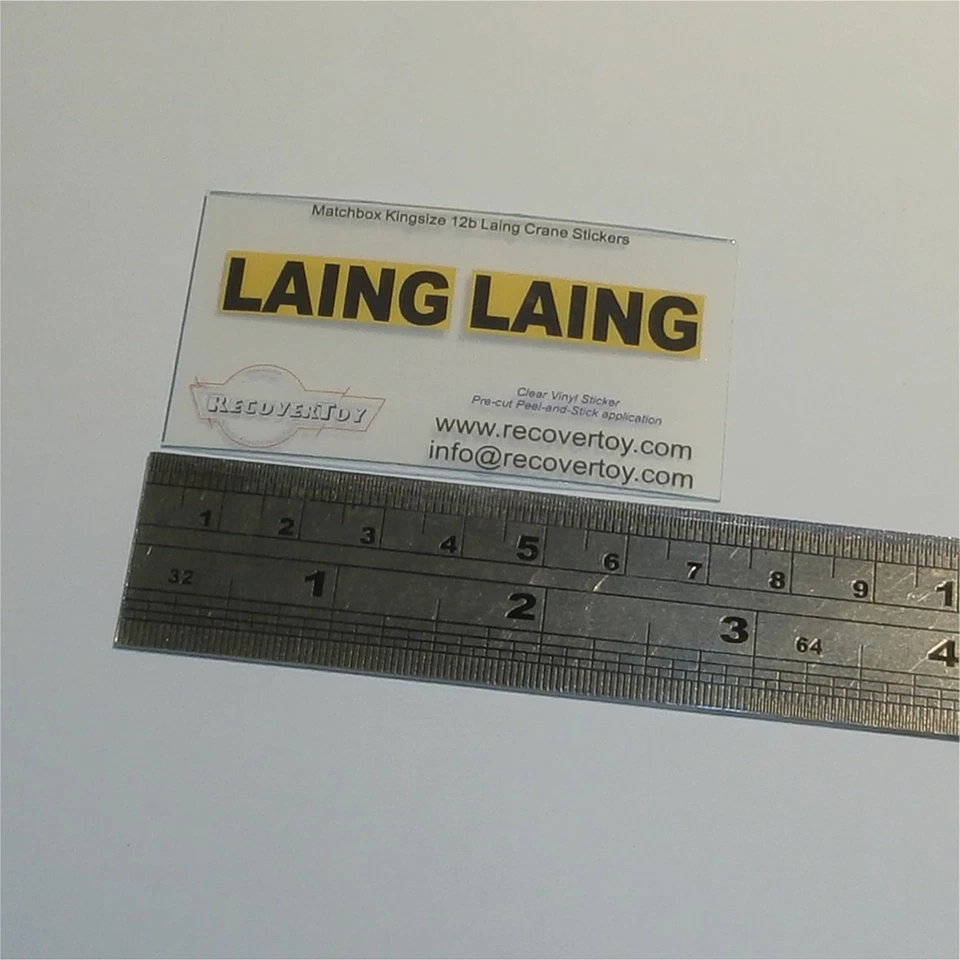 Matchbox Kingsize 12b Laing Crane Stickers
LAING LAING
RECOVERTOY
Clear Vinyl Sticker
Pre-cut Peel-and-Stick application
www.recovertoy.com
info@recovertoy.com
1 2 3 4 5 6 7 8 9 1
32 1 2 3 64 4